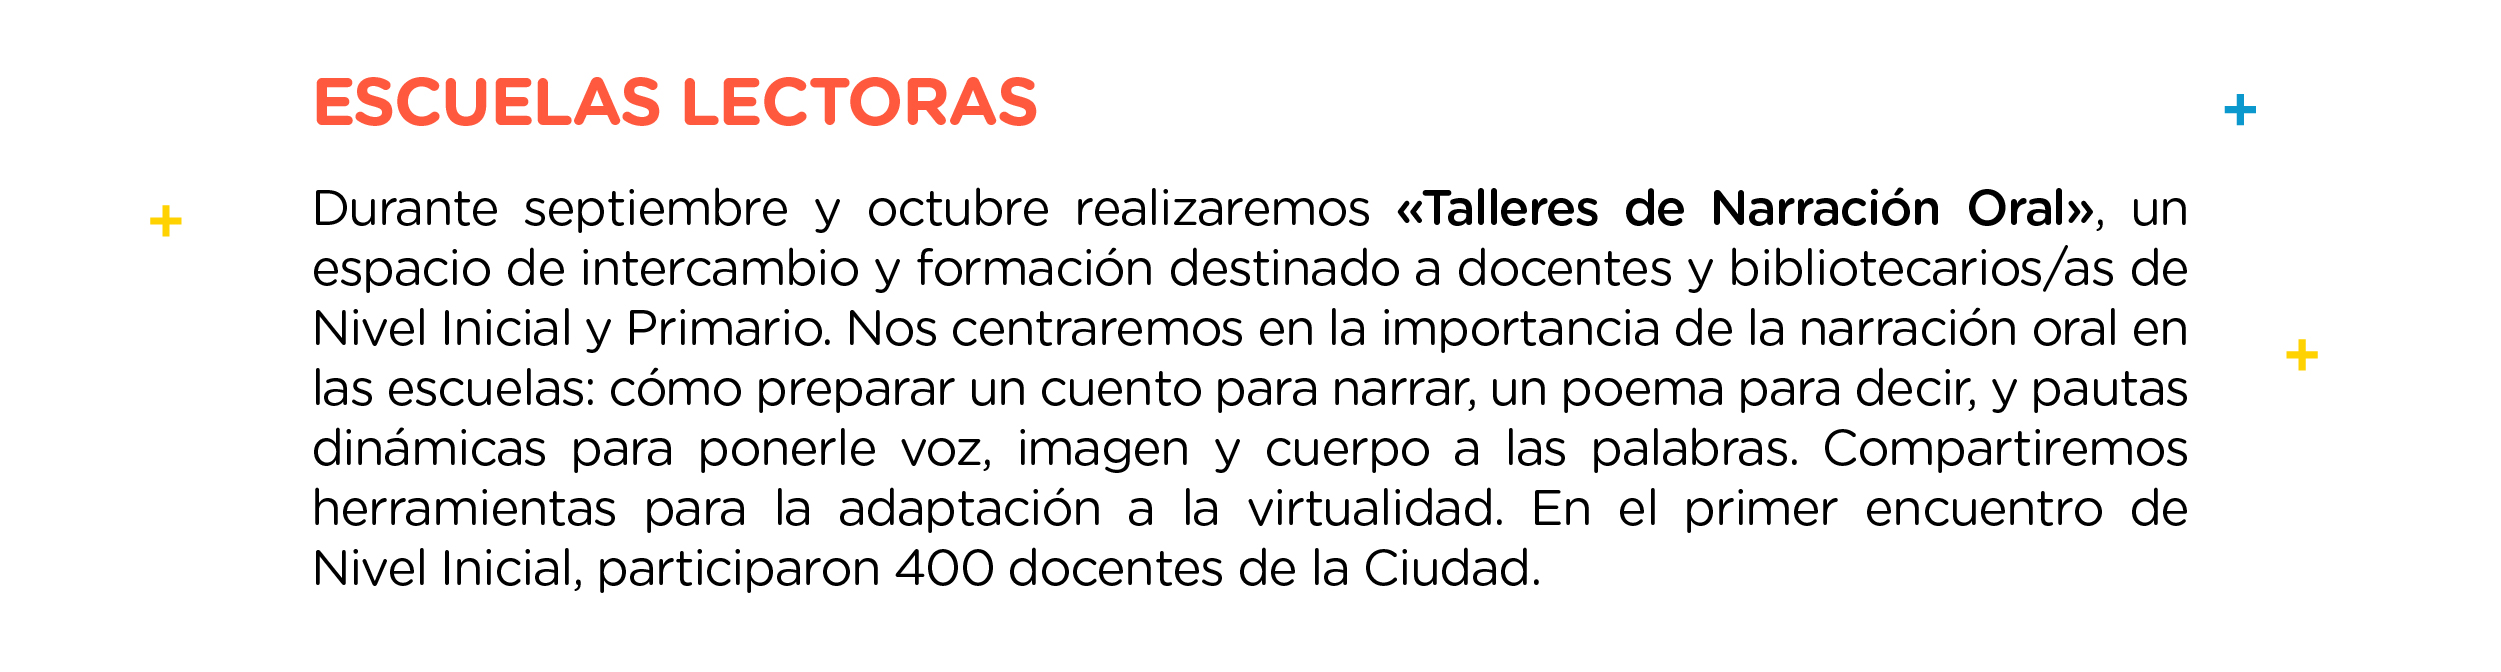 ESCUELAS LECTORAS
Durante septiembre y octubre realizaremos «Talleres de Narración Oral», un
espacio de intercambio y formación destinado a docentes y bibliotecarios/as de
Nivel Inicial y Primario. Nos centraremos en la importancia de la narración oral en
las escuelas: cómo preparar un cuento para narrar, un poema para decir, y pautas
dinámicas para ponerle voz, imagen y cuerpo a las palabras. Compartiremos
herramientas para la adaptación a la virtualidad. En el primer encuentro de
Nivel Inicial, participaron 400 docentes de la Ciudad.